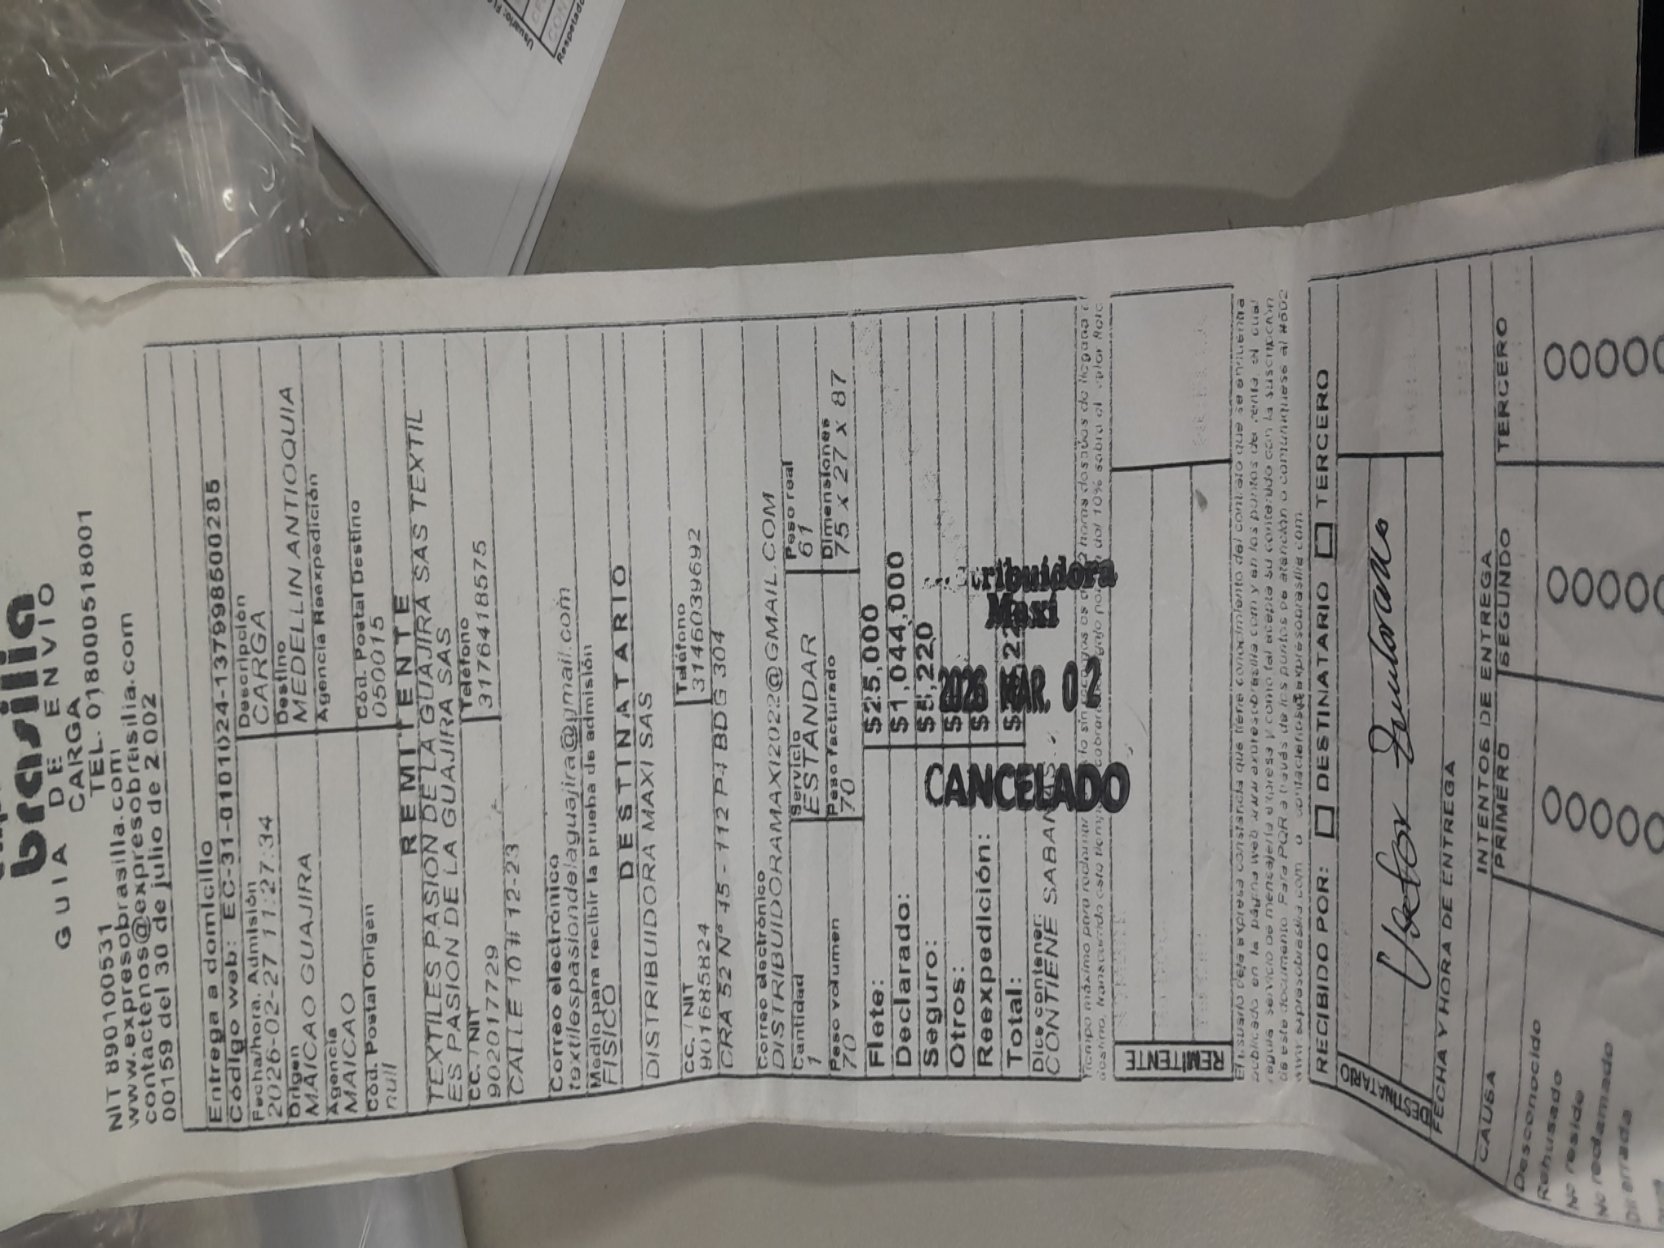 brasilia
GUIA DE ENVIO
CARGA
TEL. 018000518001
NIT 890100531
www.expresobrasilia.com
contactenos@expresobrasilia.com
00159 del 30 de julio de 2.002
Entrega a domicilio
Código web: EC-31-0101024-1379985500285
Fecha/hora. Admisión
2026-02-27 11:27:34
Descripción
CARGA
Origen
MAICAO GUAJIRA
Destino
MEDELLIN ANTIOQUIA
Agencia
MAICAO
Agencia Reexpedición
Cód. Postal Origen
null
Cód. Postal Destino
050015
REMITENTE
TEXTILES PASION DE LA GUAJIRA SAS TEXTIL
ES PASION DE LA GUAJIRA SAS
CC./NIT
902017729
Teléfono
3176418575
CALLE 10 # 12-23
Correo electrónico
textilespasiondelaguajira@gmail.com
Medio para recibir la prueba de admisión
FISICO
DESTINATARIO
DISTRIBUIDORA MAXI SAS
CC. / NIT
901685824
Teléfono
3146039692
CRA 52 N° 45 - 112 P4 BDG 304
Correo electrónico
DISTRIBUIDORAMAXI2022@GMAIL.COM
Cantidad
1
Servicio
ESTANDAR
Peso real
61
Peso volumen
70
Peso facturado
70
Dimensiones
75 x 27 x 87
Flete: $25,000
Declarado: $1,044,000
Seguro: $5,220
Otros: $
Reexpedición: $
Total: $
Dice contener:
CONTIENE SABANAS
Maxi
2026 MAR. 02
CANCELADO
REMITENTE
RECIBIDO POR: DESTINATARIO TERCERO
DESTINATARIO
FECHA Y HORA DE ENTREGA
INTENTOS DE ENTREGA
CAUSA PRIMERO SEGUNDO TERCERO
Desconocido
Rehusado
No reside
No reclamado
Dir errada